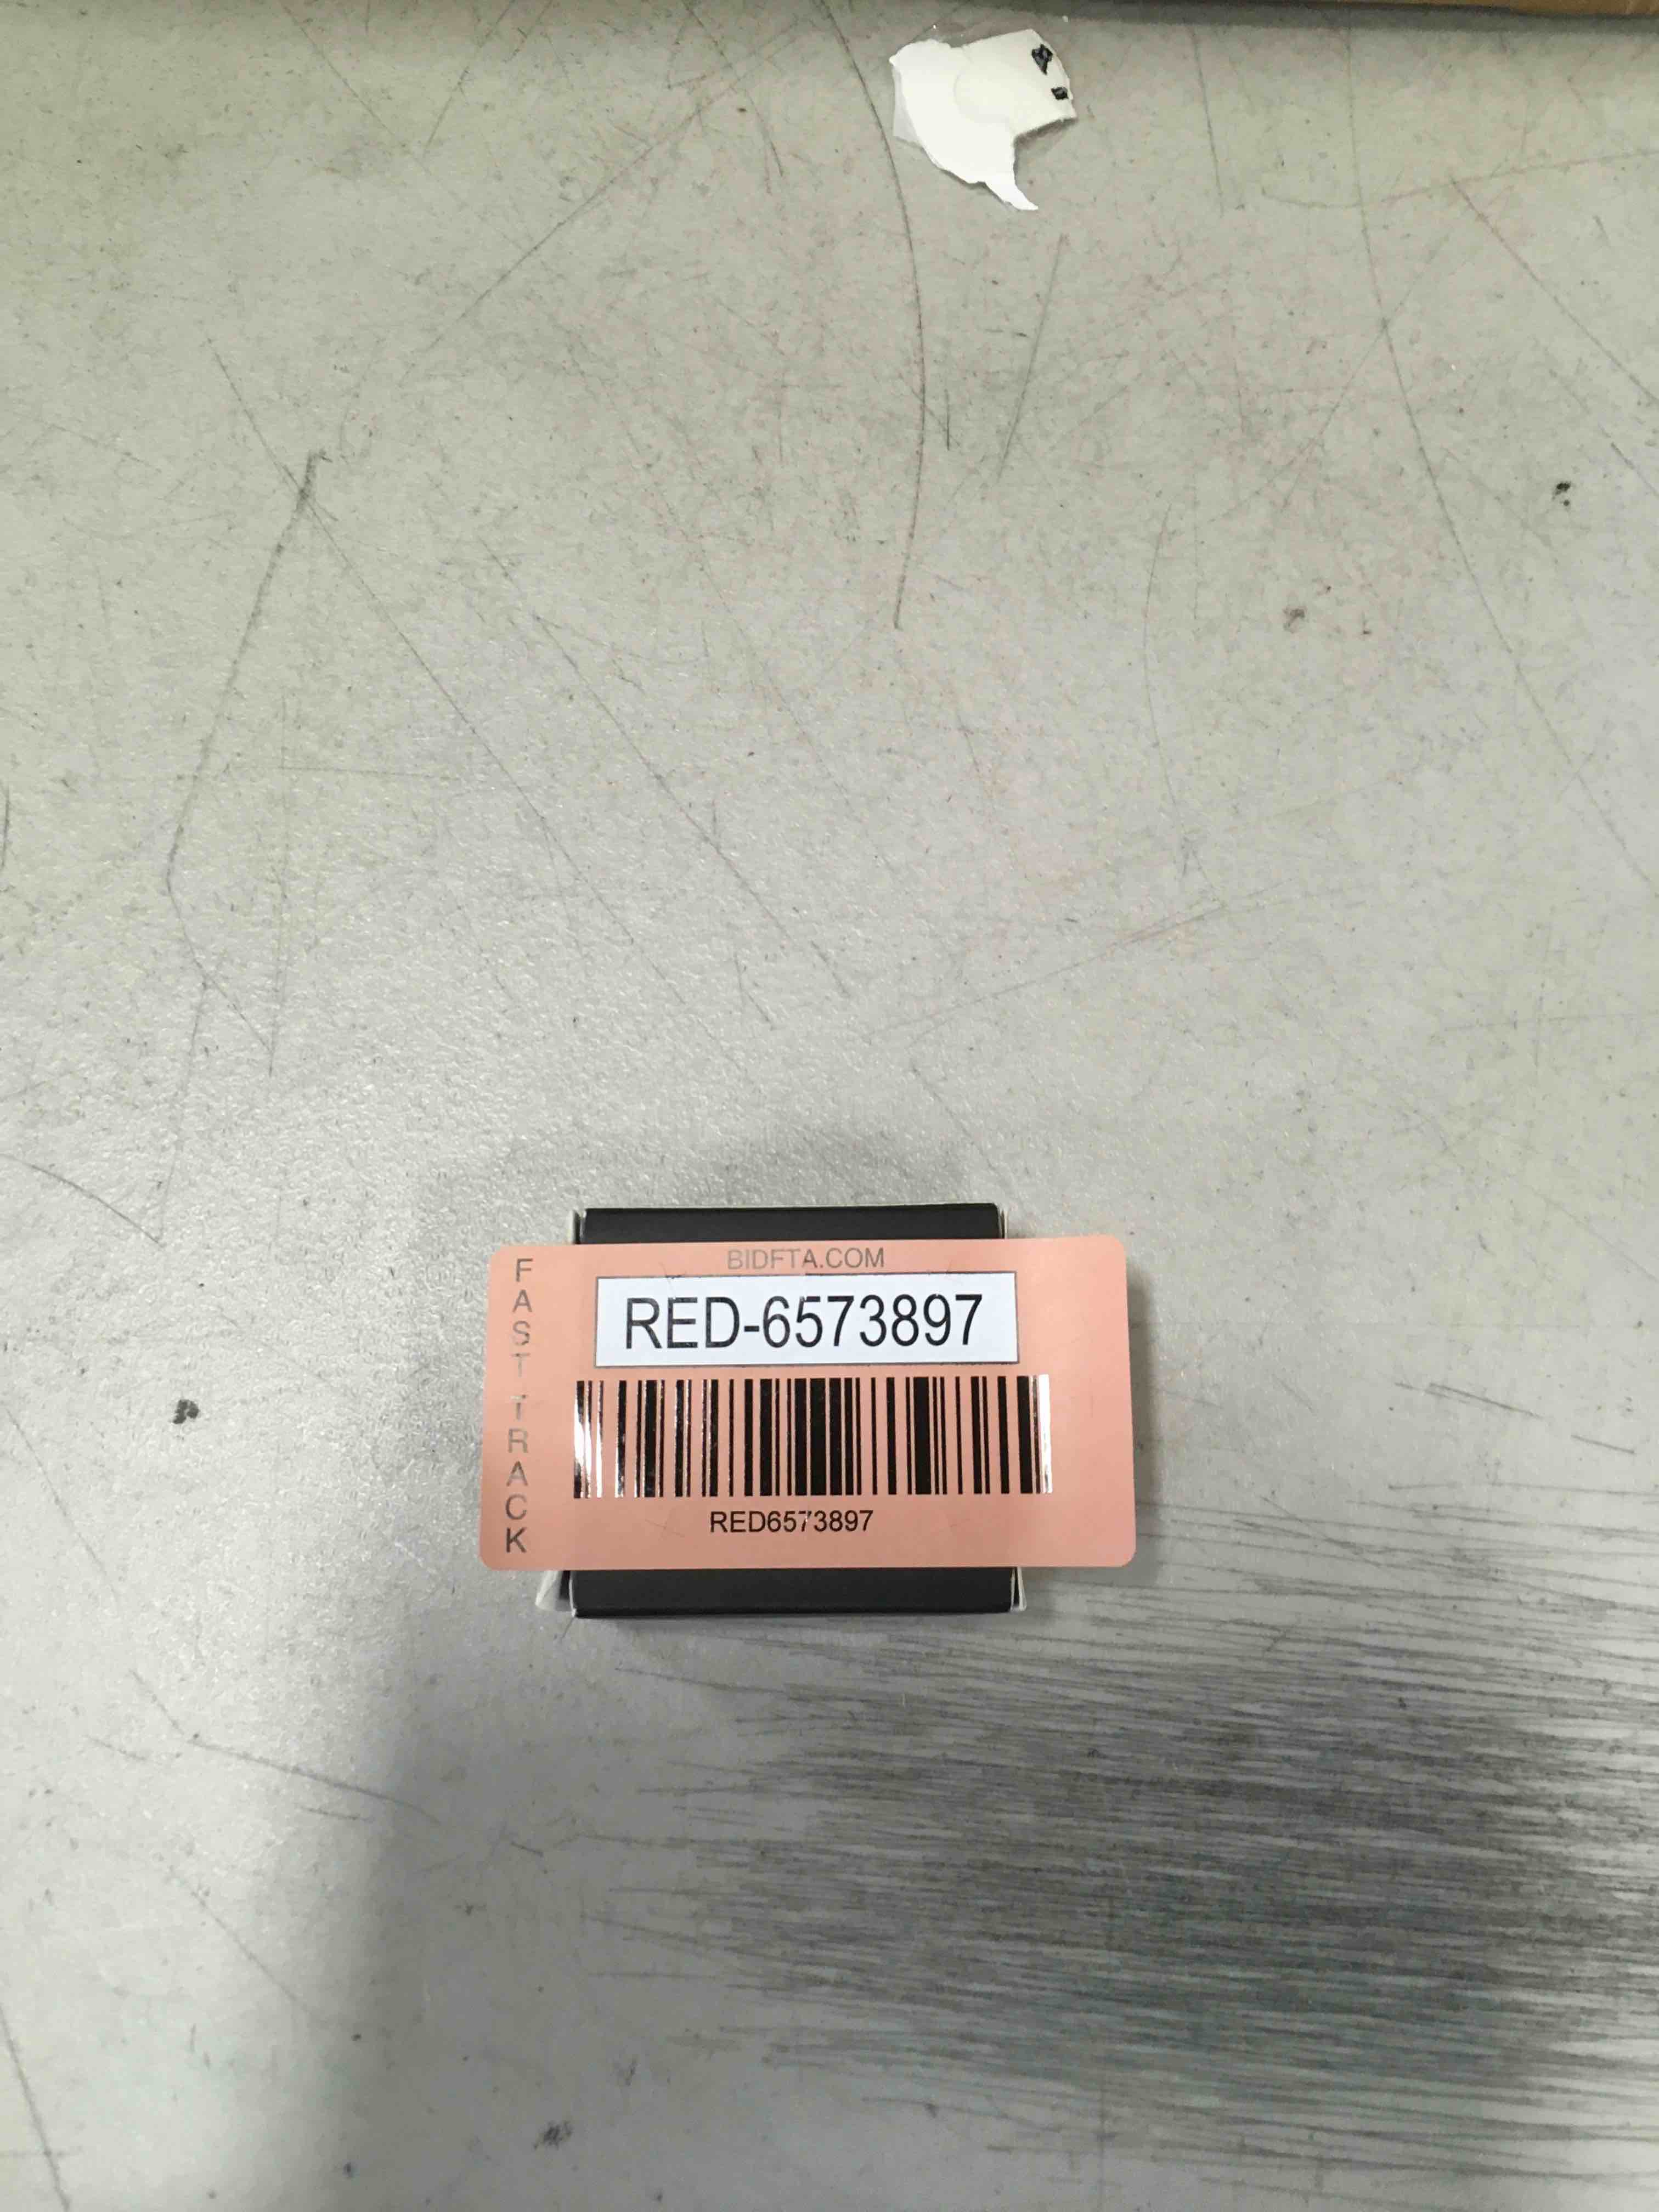 BIDFTA.COM
FAST TRACK
RED-6573897
RED6573897